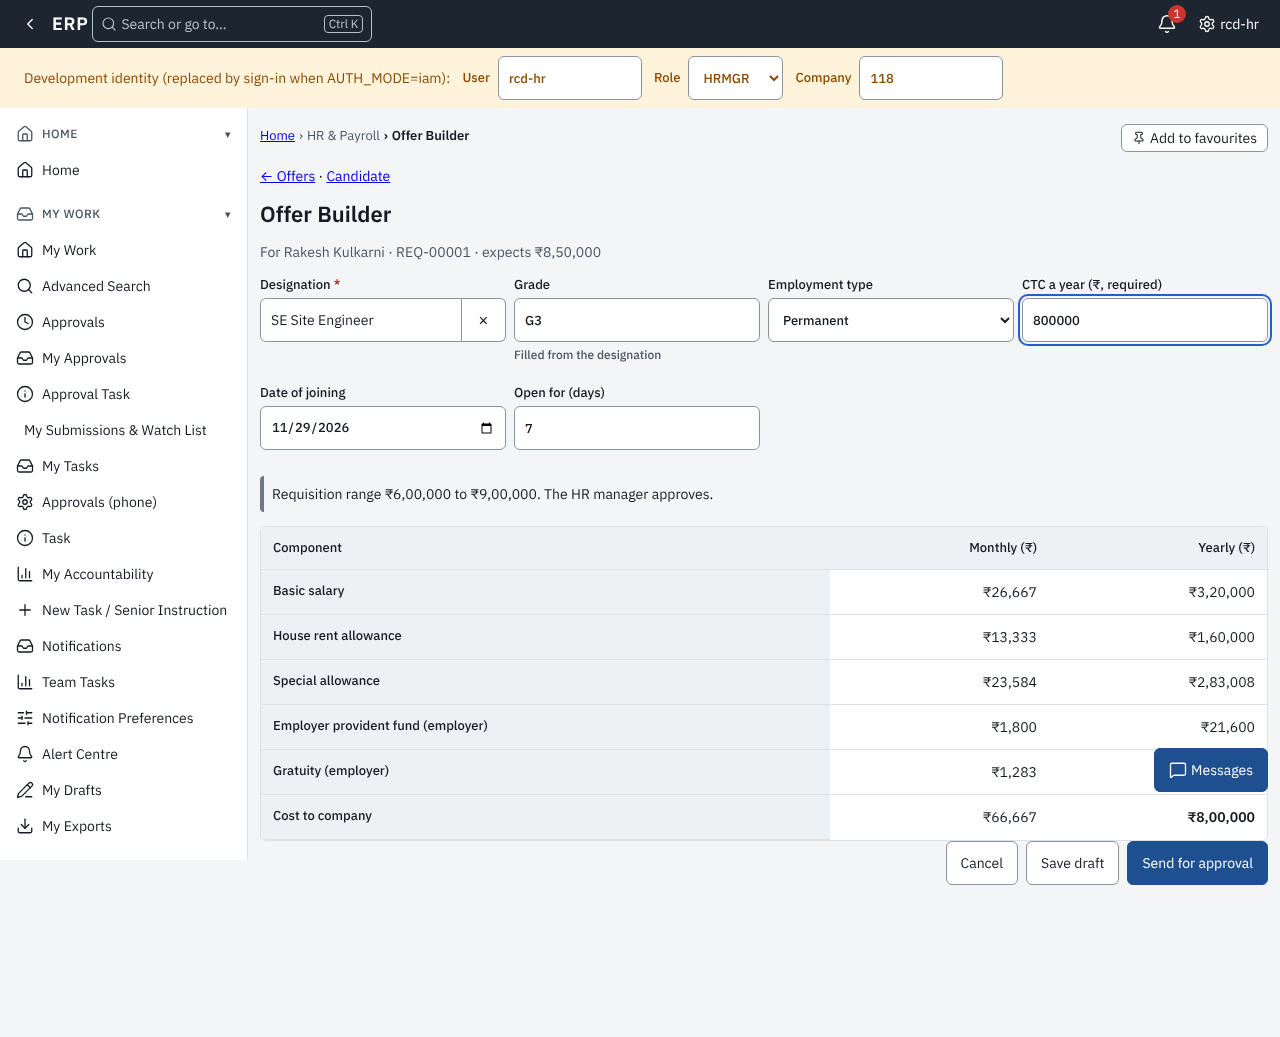 ERP
Search or go to...
Ctrl K
1
rcd-hr
Development identity (replaced by sign-in when AUTH_MODE=iam):
User
rcd-hr
Role
HRMGR
Company
118
HOME
Home
MY WORK
My Work
Advanced Search
Approvals
My Approvals
Approval Task
My Submissions & Watch List
My Tasks
Approvals (phone)
Task
My Accountability
New Task / Senior Instruction
Notifications
Team Tasks
Notification Preferences
Alert Centre
My Drafts
My Exports
Home › HR & Payroll › Offer Builder
Add to favourites
← Offers · Candidate
Offer Builder
For Rakesh Kulkarni · REQ-00001 · expects ₹8,50,000
Designation *
SE Site Engineer
×
Grade
G3
Filled from the designation
Employment type
Permanent
CTC a year (₹, required)
800000
Date of joining
11/29/2026
Open for (days)
7
Requisition range ₹6,00,000 to ₹9,00,000. The HR manager approves.
Component Monthly (₹) Yearly (₹)
Basic salary ₹26,667 ₹3,20,000
House rent allowance ₹13,333 ₹1,60,000
Special allowance ₹23,584 ₹2,83,008
Employer provident fund (employer) ₹1,800 ₹21,600
Gratuity (employer) ₹1,283
Messages
Cost to company ₹66,667 ₹8,00,000
Cancel
Save draft
Send for approval